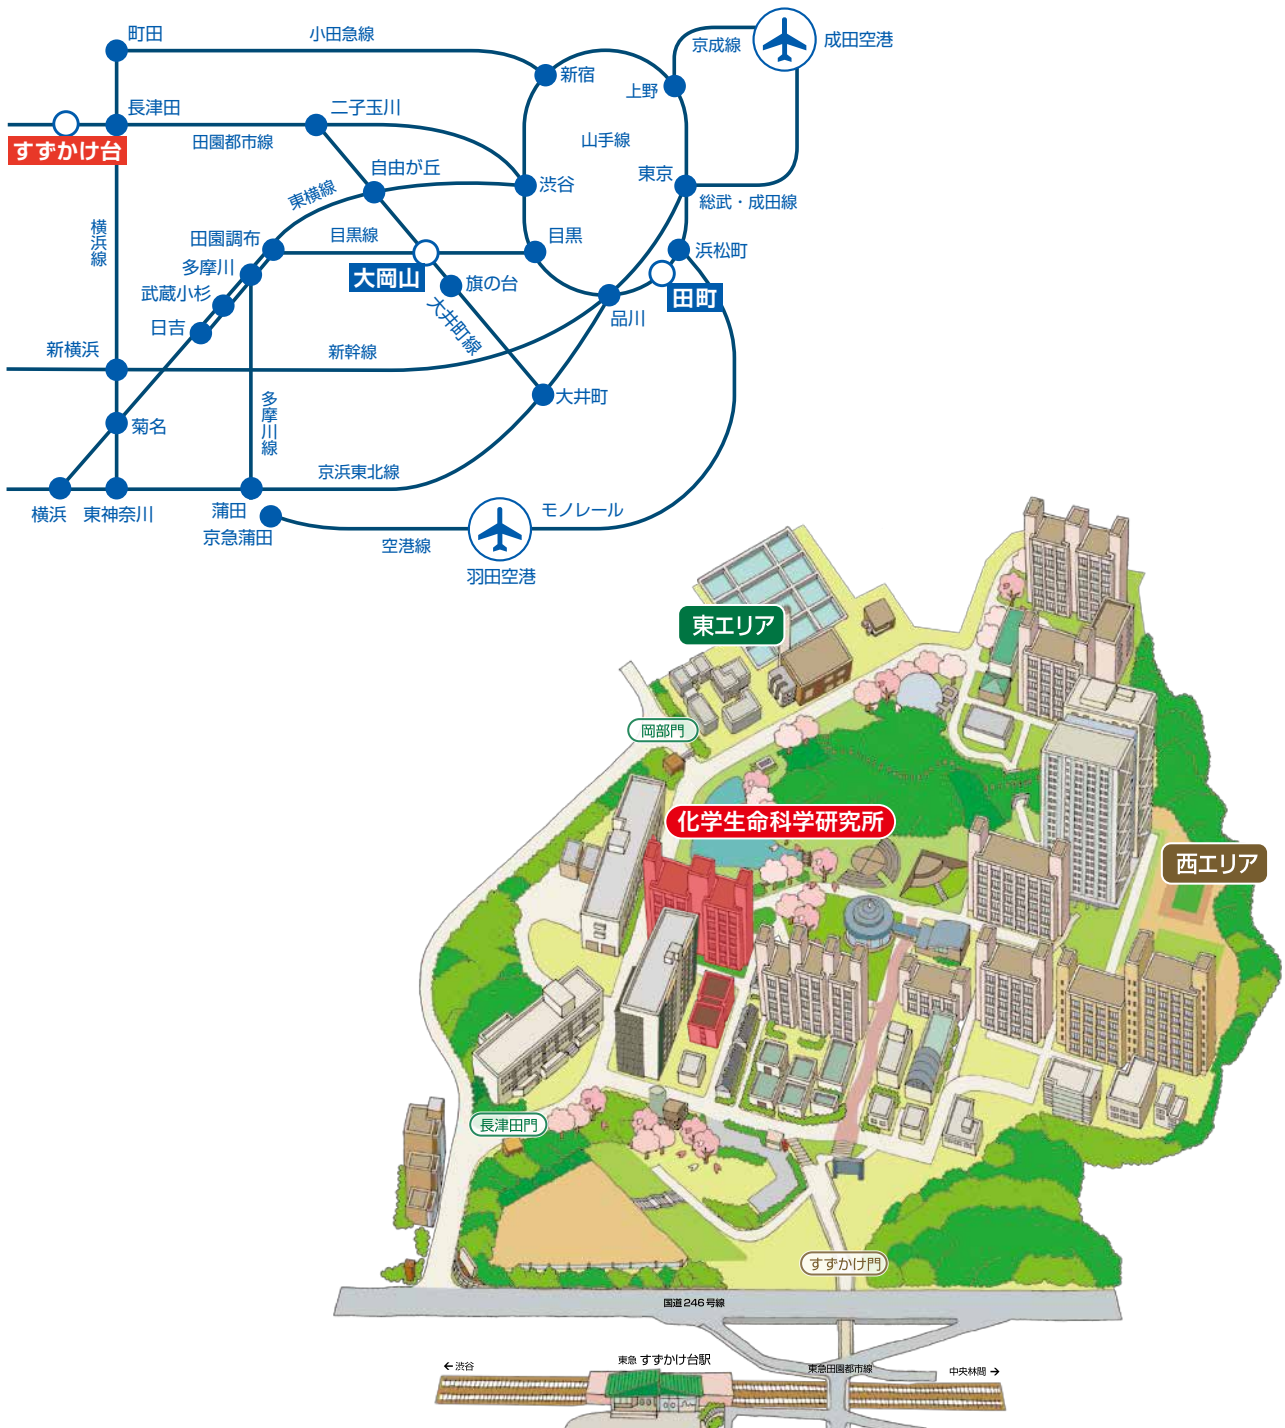 町田
小田急線
新宿
京成線
成田空港
上野
長津田
二子玉川
すずかけ台
田園都市線
山手線
自由が丘
東京
渋谷
東横線
総武・成田線
横浜線
田園調布
目黒線
目黒
浜松町
多摩川
大岡山
旗の台
田町
武蔵小杉
日吉
大井町線
品川
新横浜
新幹線
大井町
多摩川線
菊名
京浜東北線
横浜
東神奈川
蒲田
京急蒲田
モノレール
空港線
羽田空港
東エリア
岡部門
化学生命科学研究所
西エリア
長津田門
すずかけ門
国道246号線
東急 すずかけ台駅
←渋谷
東急田園都市線
中央林間→